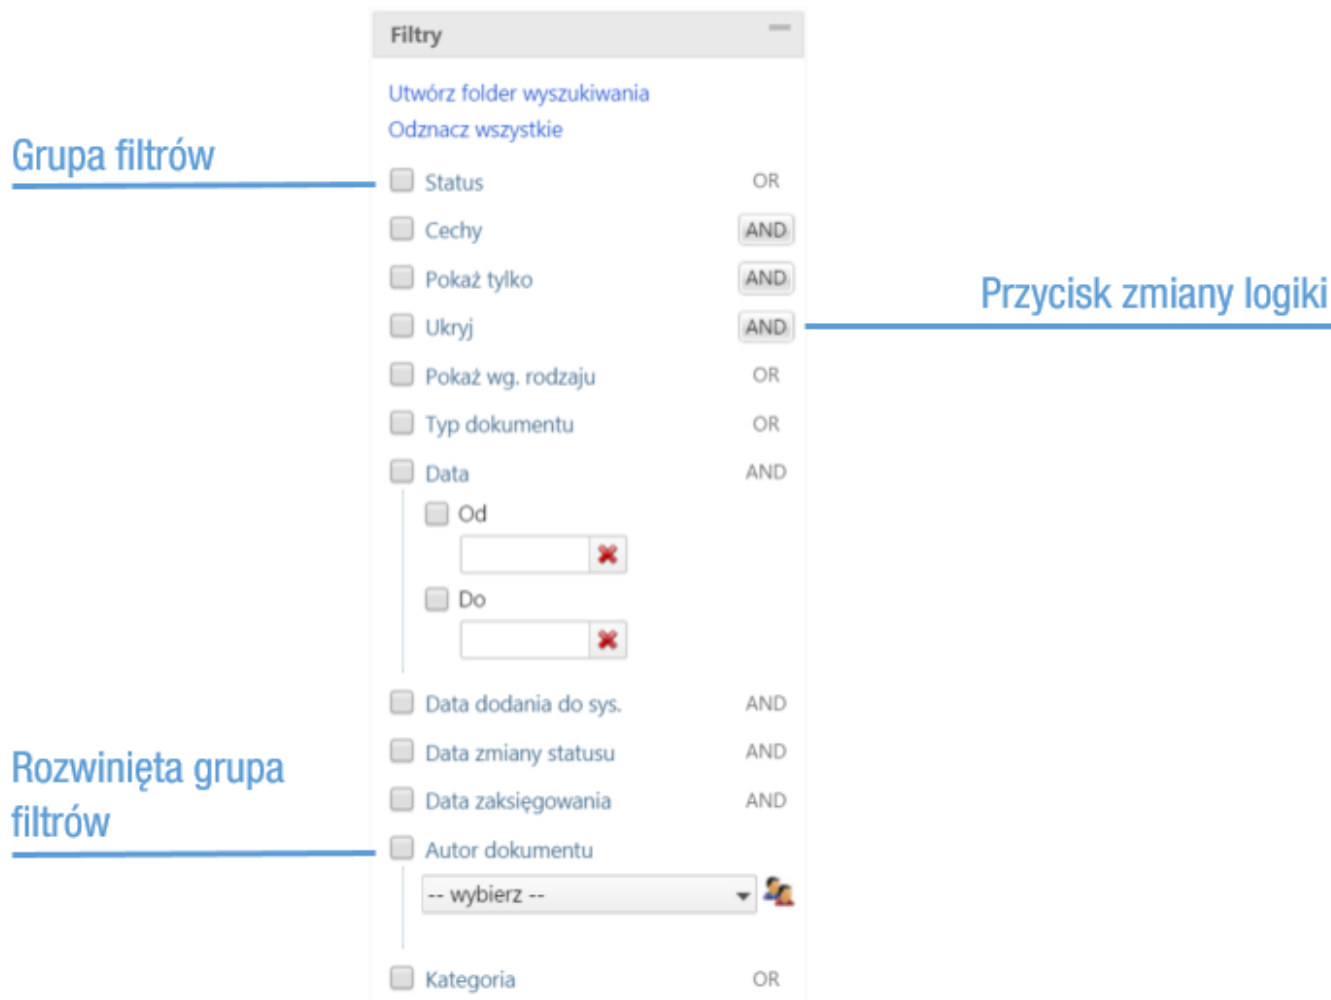 Filtry
Utwórz folder wyszukiwania
Odznacz wszystkie
Grupa filtrów
Status OR
Cechy AND
Pokaż tylko AND
Przycisk zmiany logiki
Ukryj AND
Pokaż wg. rodzaju OR
Typ dokumentu OR
Data AND
Od
Do
Data dodania do sys. AND
Data zmiany statusu AND
Rozwinięta grupa
filtrów
Data zaksięgowania AND
Autor dokumentu
-- wybierz --
Kategoria OR